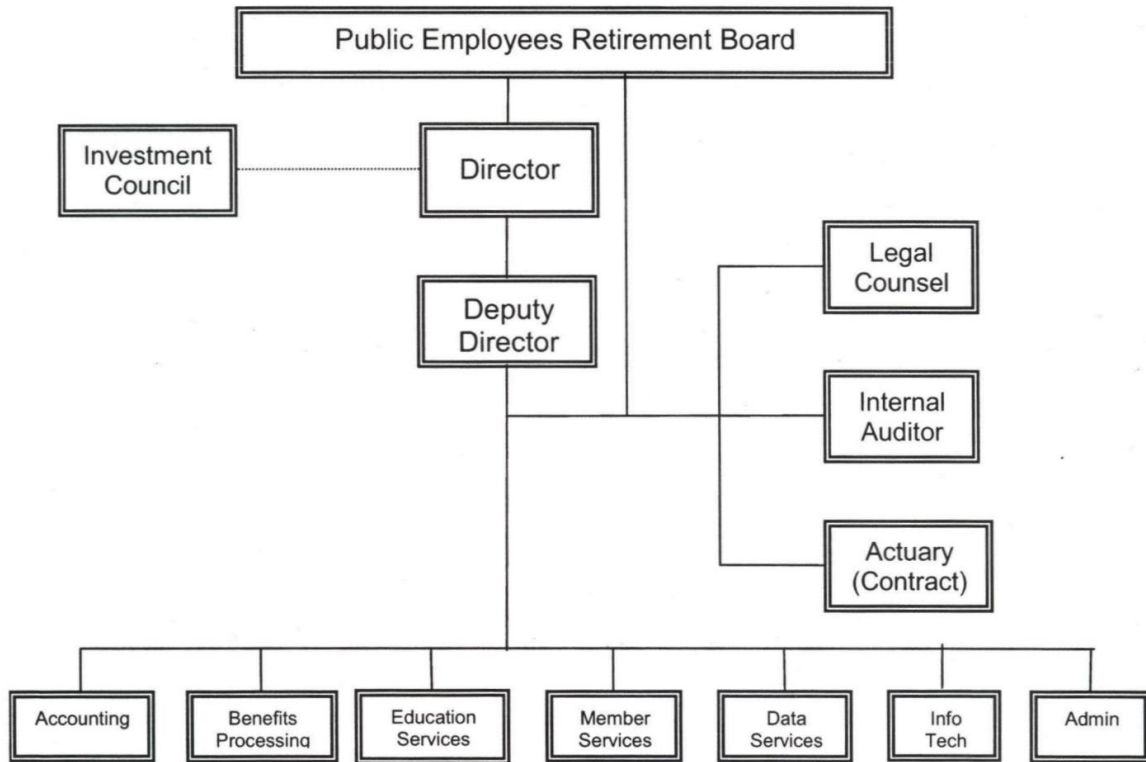 Public Employees Retirement Board
Investment
Council
Director
Legal
Counsel
Deputy
Director
Internal
Auditor
Actuary
(Contract)
Accounting
Benefits
Processing
Education
Services
Member
Services
Data
Services
Info
Tech
Admin